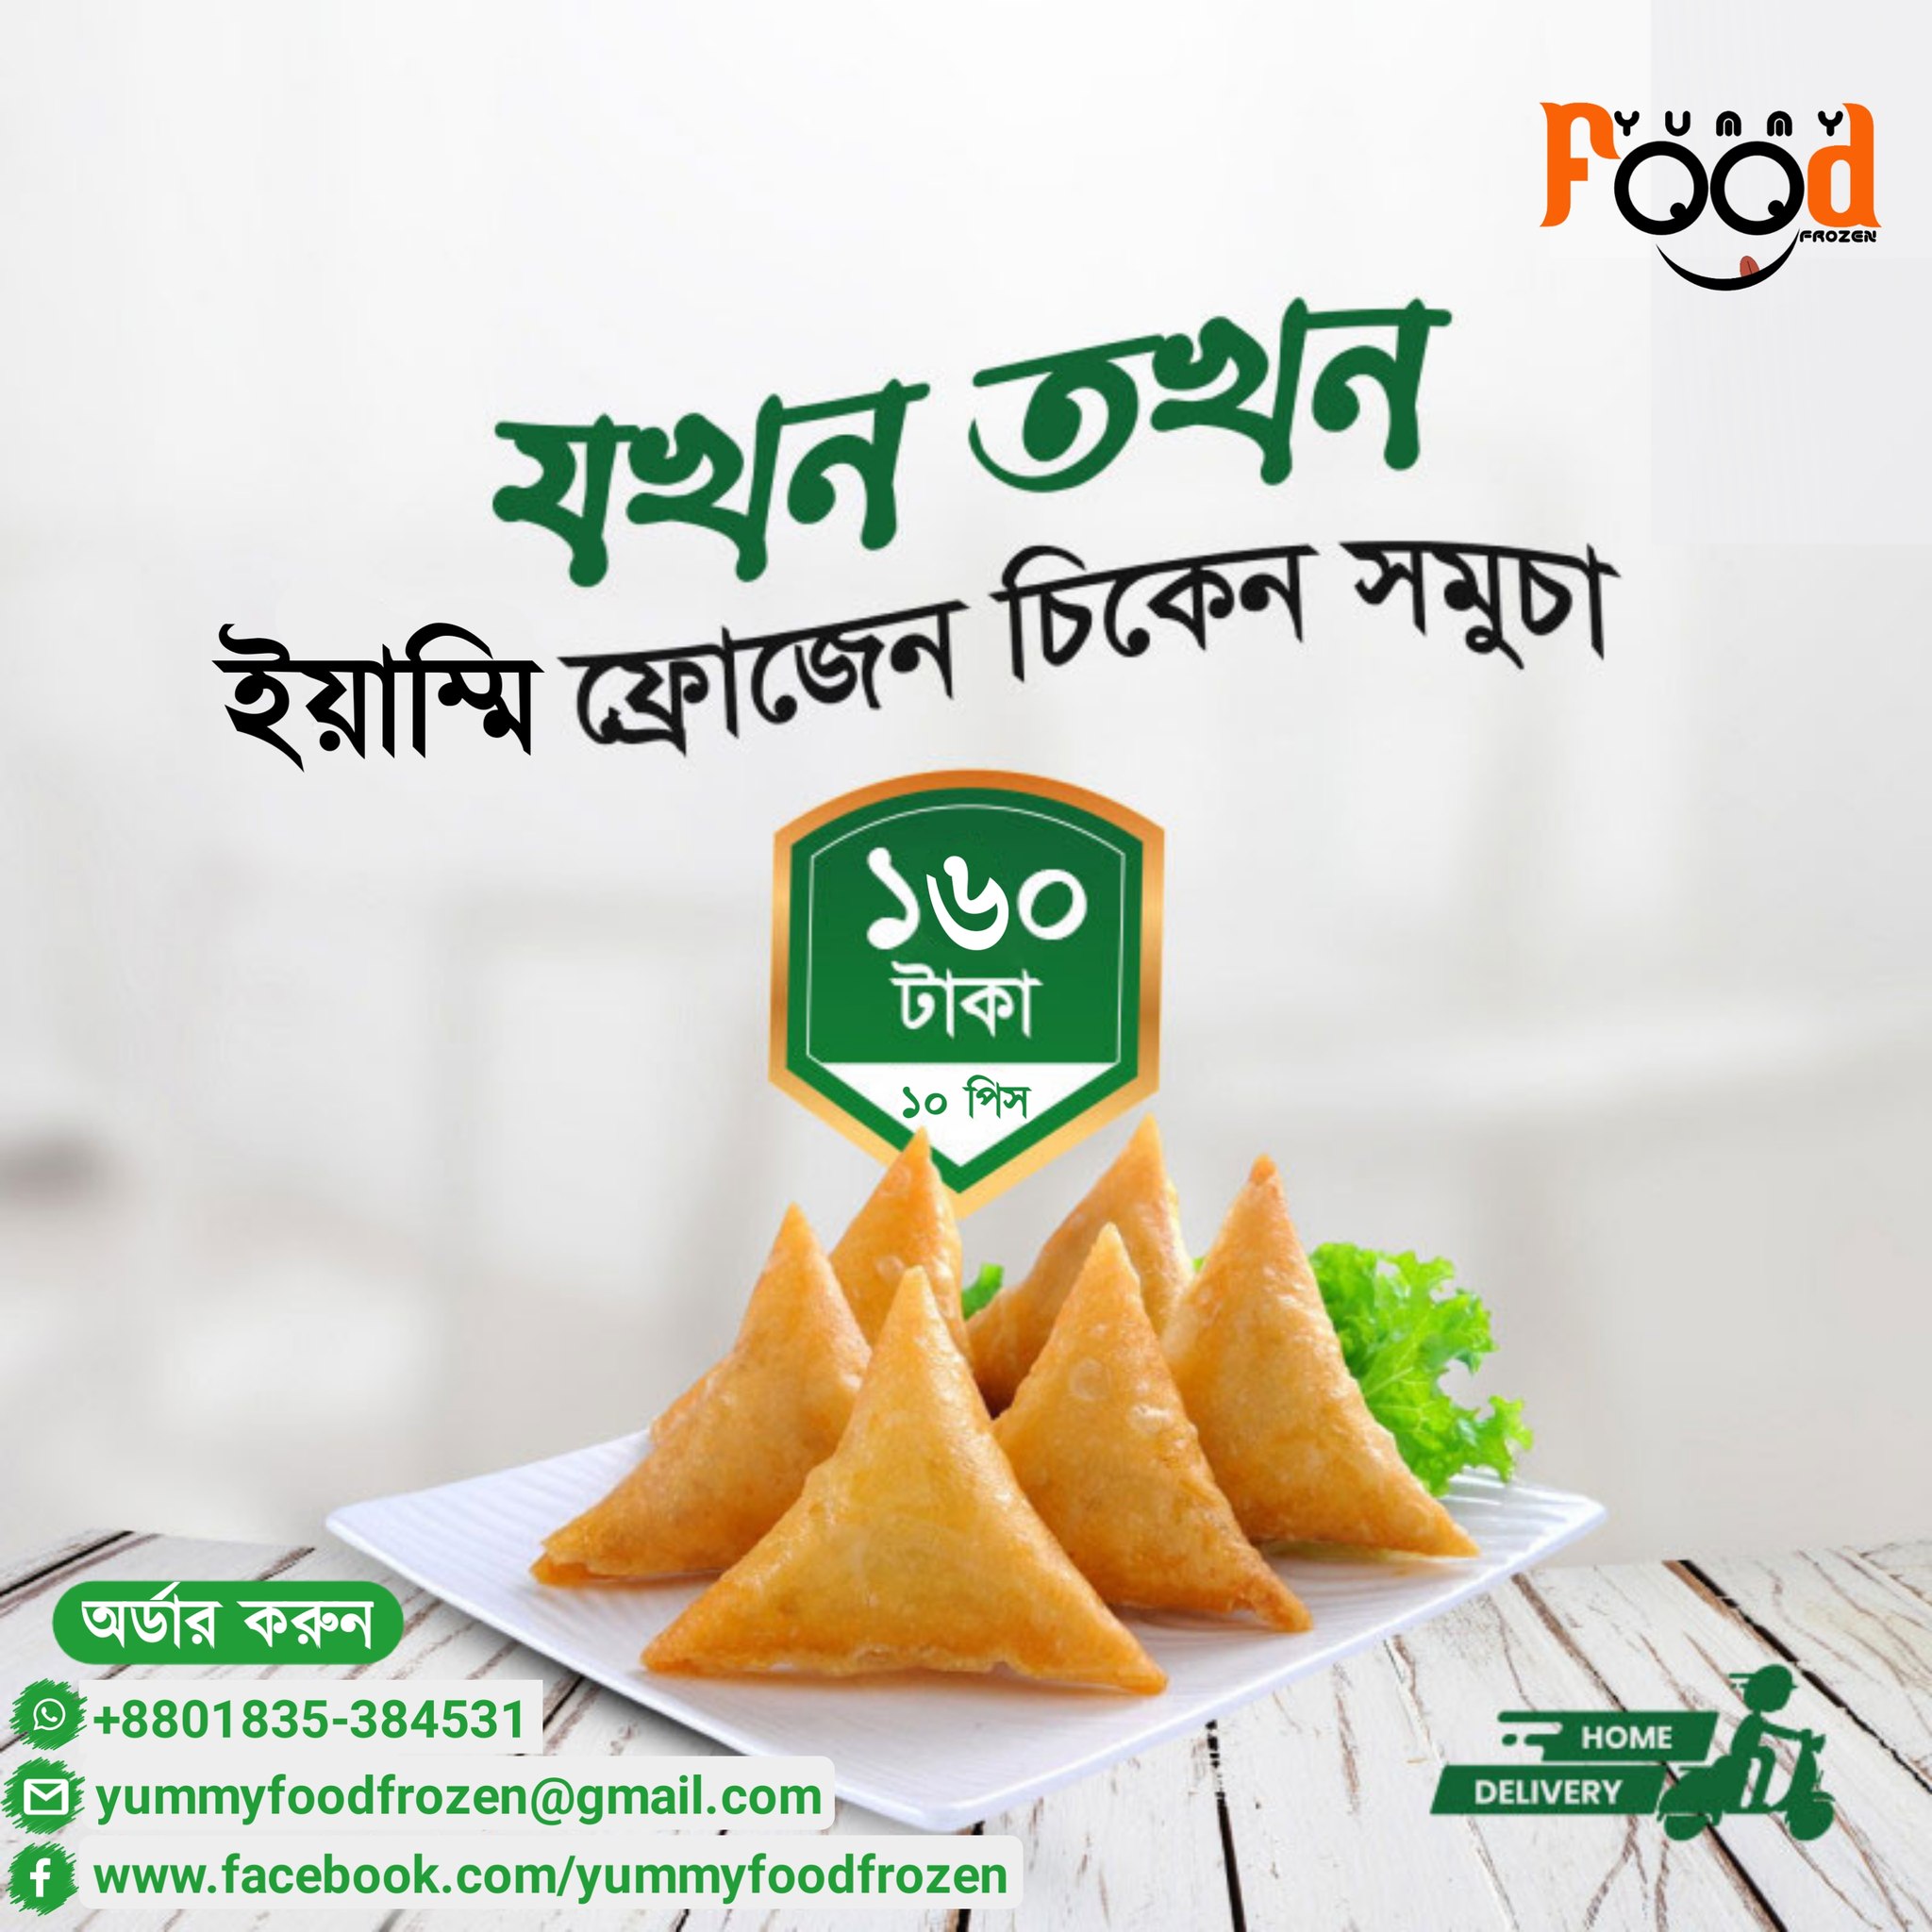 YUMMY
Food
FROZEN
যখন তখন
ইয়াম্মি ফ্রোজেন চিকেন সমুচা
১৬০
টাকা
১০ পিস
অর্ডার করুন
+8801835-384531
yummyfoodfrozen@gmail.com
www.facebook.com/yummyfoodfrozen
HOME
DELIVERY